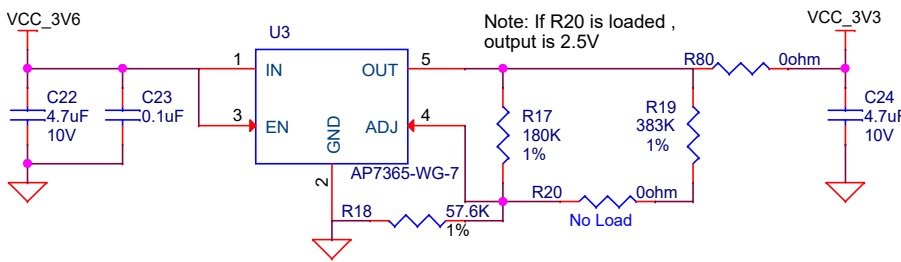 VCC_3V6
U3
Note: If R20 is loaded ,
output is 2.5V
VCC_3V3
1
IN
OUT
5
R80
0ohm
C22
4.7uF
10V
C23
0.1uF
3
EN
ADJ
4
GND
2
AP7365-WG-7
R17
180K
1%
R19
383K
1%
C24
4.7uF
10V
R18
57.6K
1%
R20
0ohm
No Load